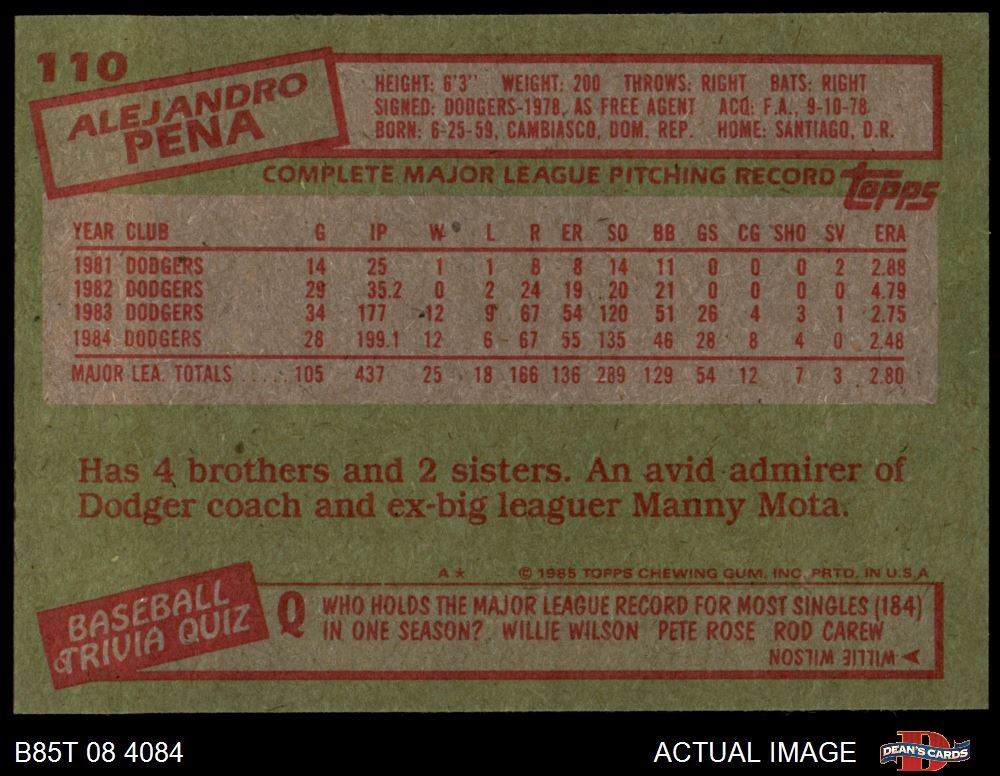 110
ALEJANDRO
PENA
HEIGHT: 6'3" WEIGHT: 200 THROWS: RIGHT BATS: RIGHT
SIGNED: DODGERS-1978, AS FREE AGENT ACQ: F.A., 9-10-78
BORN: 6-25-59, CAMBIASCO, DOM. REP. HOME: SANTIAGO, D.R.
COMPLETE MAJOR LEAGUE PITCHING RECORD
topps
YEAR CLUB G IP W L R ER SO BB GS CG SHO SV ERA
1981 DODGERS 14 25 1 1 8 8 14 11 0 0 0 2 2.88
1982 DODGERS 29 35.2 0 2 24 19 20 21 0 0 0 0 4.79
1983 DODGERS 34 177 12 9 67 54 120 51 26 4 3 1 2.75
1984 DODGERS 28 199.1 12 6 67 55 135 46 28 8 4 0 2.48
MAJOR LEA. TOTALS ..... 105 437 25 18 166 136 289 129 54 12 7 3 2.80
Has 4 brothers and 2 sisters. An avid admirer of
Dodger coach and ex-big leaguer Manny Mota.
A* © 1985 TOPPS CHEWING GUM, INC. PRTD. IN U.S.A
BASEBALL
TRIVIA QUIZ
Q WHO HOLDS THE MAJOR LEAGUE RECORD FOR MOST SINGLES (184)
IN ONE SEASON? WILLIE WILSON PETE ROSE ROD CAREW
WILLIE WILSON
B85T 08 4084
ACTUAL IMAGE
DEAN'S CARDS